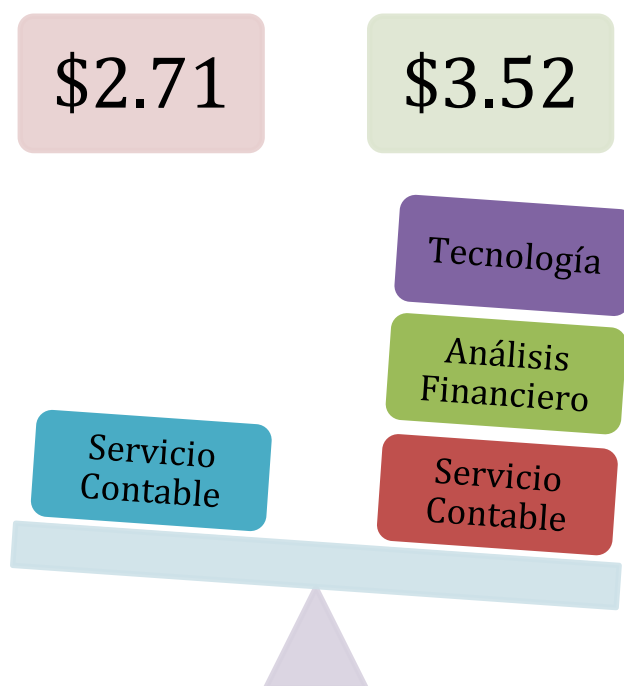 $2.71
$3.52
Tecnología
Análisis
Financiero
Servicio
Contable
Servicio
Contable